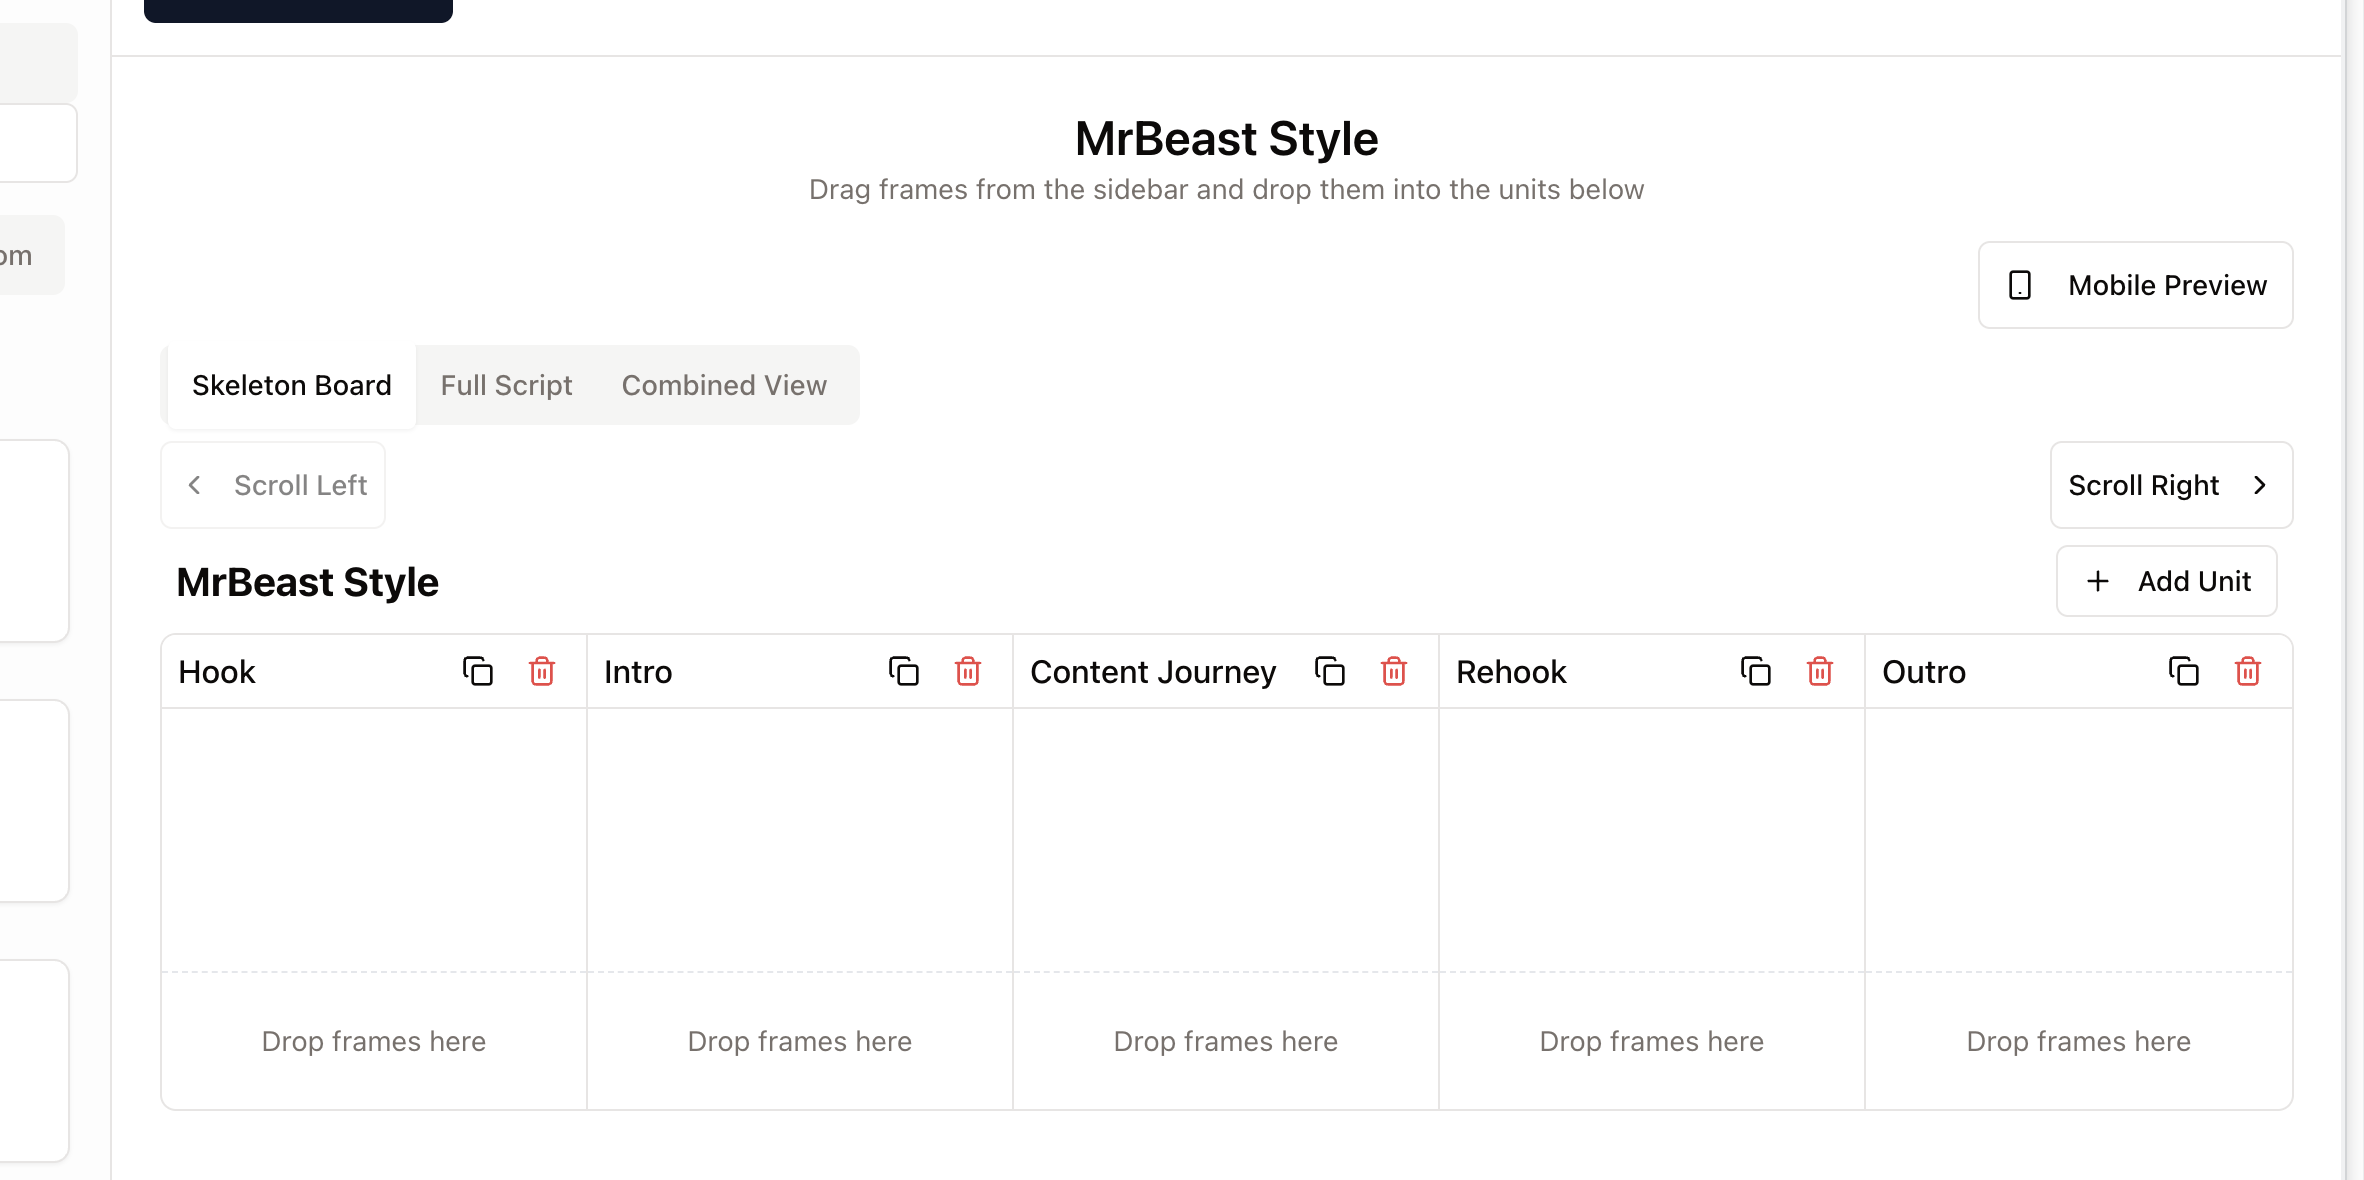 MrBeast Style
Drag frames from the sidebar and drop them into the units below
om
Mobile Preview
Skeleton Board Full Script Combined View
Scroll Left Scroll Right
MrBeast Style Add Unit
Hook Intro Content Journey Rehook Outro
Drop frames here Drop frames here Drop frames here Drop frames here Drop frames here